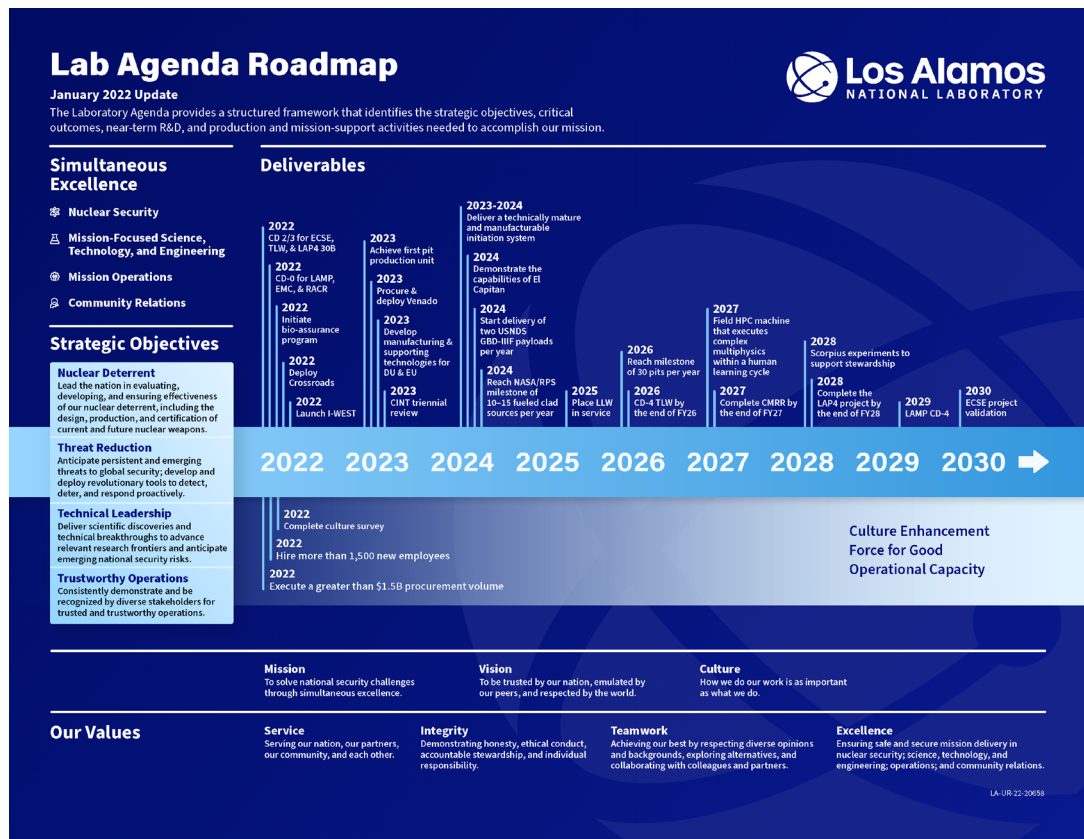 Lab Agenda Roadmap
January 2022 Update
The Laboratory Agenda provides a structured framework that identifies the strategic objectives, critical
outcomes, near-term R&D, and production and mission-support activities needed to accomplish our mission.
Los Alamos
NATIONAL LABORATORY
Simultaneous
Excellence
Nuclear Security
Mission-Focused Science,
Technology, and Engineering
Mission Operations
Community Relations
Strategic Objectives
Nuclear Deterrent
Lead the nation in evaluating,
developing, and ensuring effectiveness
of our nuclear deterrent, including the
design, production, and certification of
current and future nuclear weapons.
Threat Reduction
Anticipate persistent and emerging
threats to global security; develop and
deploy revolutionary tools to detect,
deter, and respond proactively.
Technical Leadership
Deliver scientific discoveries and
technical breakthroughs to advance
relevant research frontiers and anticipate
emerging national security risks.
Trustworthy Operations
Consistently demonstrate and be
recognized by diverse stakeholders for
trusted and trustworthy operations.
Deliverables
2022
CD 2/3 for ECSE,
TLW, & LAP4 30B
2022
CD-0 for LAMP,
EMC, & RACR
2022
Initiate
bio-assurance
program
2022
Deploy
Crossroads
2022
Launch I-WEST
2023
Achieve first pit
production unit
2023
Procure &
deploy Venado
2023
Develop
manufacturing &
supporting
technologies for
DU & EU
2023
CINT triennial
review
2023-2024
Deliver a technically mature
and manufacturable
initiation system
2024
Demonstrate the
capabilities of El
Capitan
2024
Start delivery of
two USNDS
GBD-IIIF payloads
per year
2024
Reach NASA/RPS
milestone of
10–15 fueled clad
sources per year
2025
Place LLW
in service
2026
Reach milestone
of 30 pits per year
2026
CD-4 TLW by
the end of FY26
2027
Field HPC machine
that executes
complex
multiphysics
within a human
learning cycle
2027
Complete CMRR by
the end of FY27
2028
Scorpius experiments to
support stewardship
2028
Complete the
LAP4 project by
the end of FY28
2029
LAMP CD-4
2030
ECSE project
validation
2022 2023 2024 2025 2026 2027 2028 2029 2030
2022
Complete culture survey
2022
Hire more than 1,500 new employees
2022
Execute a greater than $1.5B procurement volume
Culture Enhancement
Force for Good
Operational Capacity
Mission
To solve national security challenges
through simultaneous excellence.
Vision
To be trusted by our nation, emulated by
our peers, and respected by the world.
Culture
How we do our work is as important
as what we do.
Our Values
Service
Serving our nation, our partners,
our community, and each other.
Integrity
Demonstrating honesty, ethical conduct,
accountable stewardship, and individual
responsibility.
Teamwork
Achieving our best by respecting diverse opinions
and backgrounds, exploring alternatives, and
collaborating with colleagues and partners.
Excellence
Ensuring safe and secure mission delivery in
nuclear security; science, technology, and
engineering; operations; and community relations.
LA-UR-22-20658